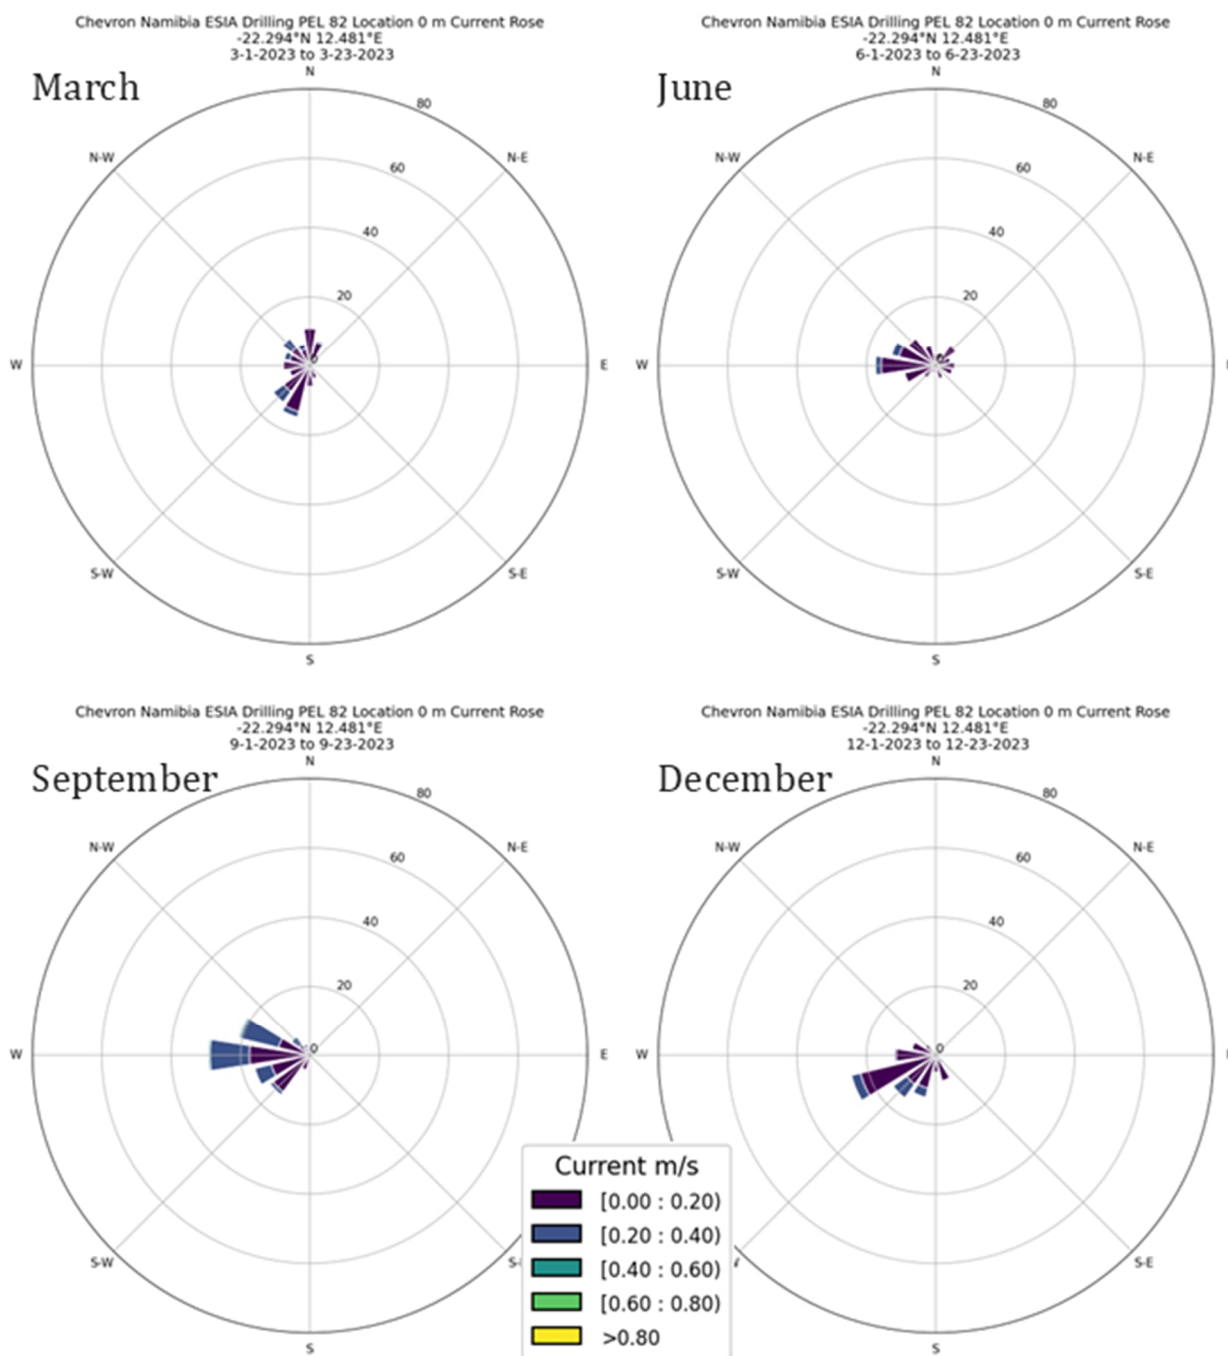 Chevron Namibia ESIA Drilling PEL 82 Location 0 m Current Rose
-22.294°N 12.481°E
3-1-2023 to 3-23-2023
March
N
80
N-W
N-E
60
40
20
0
W
E
S-W
S-E
S
Chevron Namibia ESIA Drilling PEL 82 Location 0 m Current Rose
-22.294°N 12.481°E
6-1-2023 to 6-23-2023
June
N
80
N-W
N-E
60
40
20
0
W
S-W
S-E
S
Chevron Namibia ESIA Drilling PEL 82 Location 0 m Current Rose
-22.294°N 12.481°E
9-1-2023 to 9-23-2023
September
N
80
N-W
N-E
60
40
20
0
W
E
S-W
S
Chevron Namibia ESIA Drilling PEL 82 Location 0 m Current Rose
-22.294°N 12.481°E
12-1-2023 to 12-23-2023
December
N
80
N-W
N-E
60
40
20
0
W
S-E
S
Current m/s
[0.00 : 0.20)
[0.20 : 0.40)
[0.40 : 0.60)
[0.60 : 0.80)
>0.80